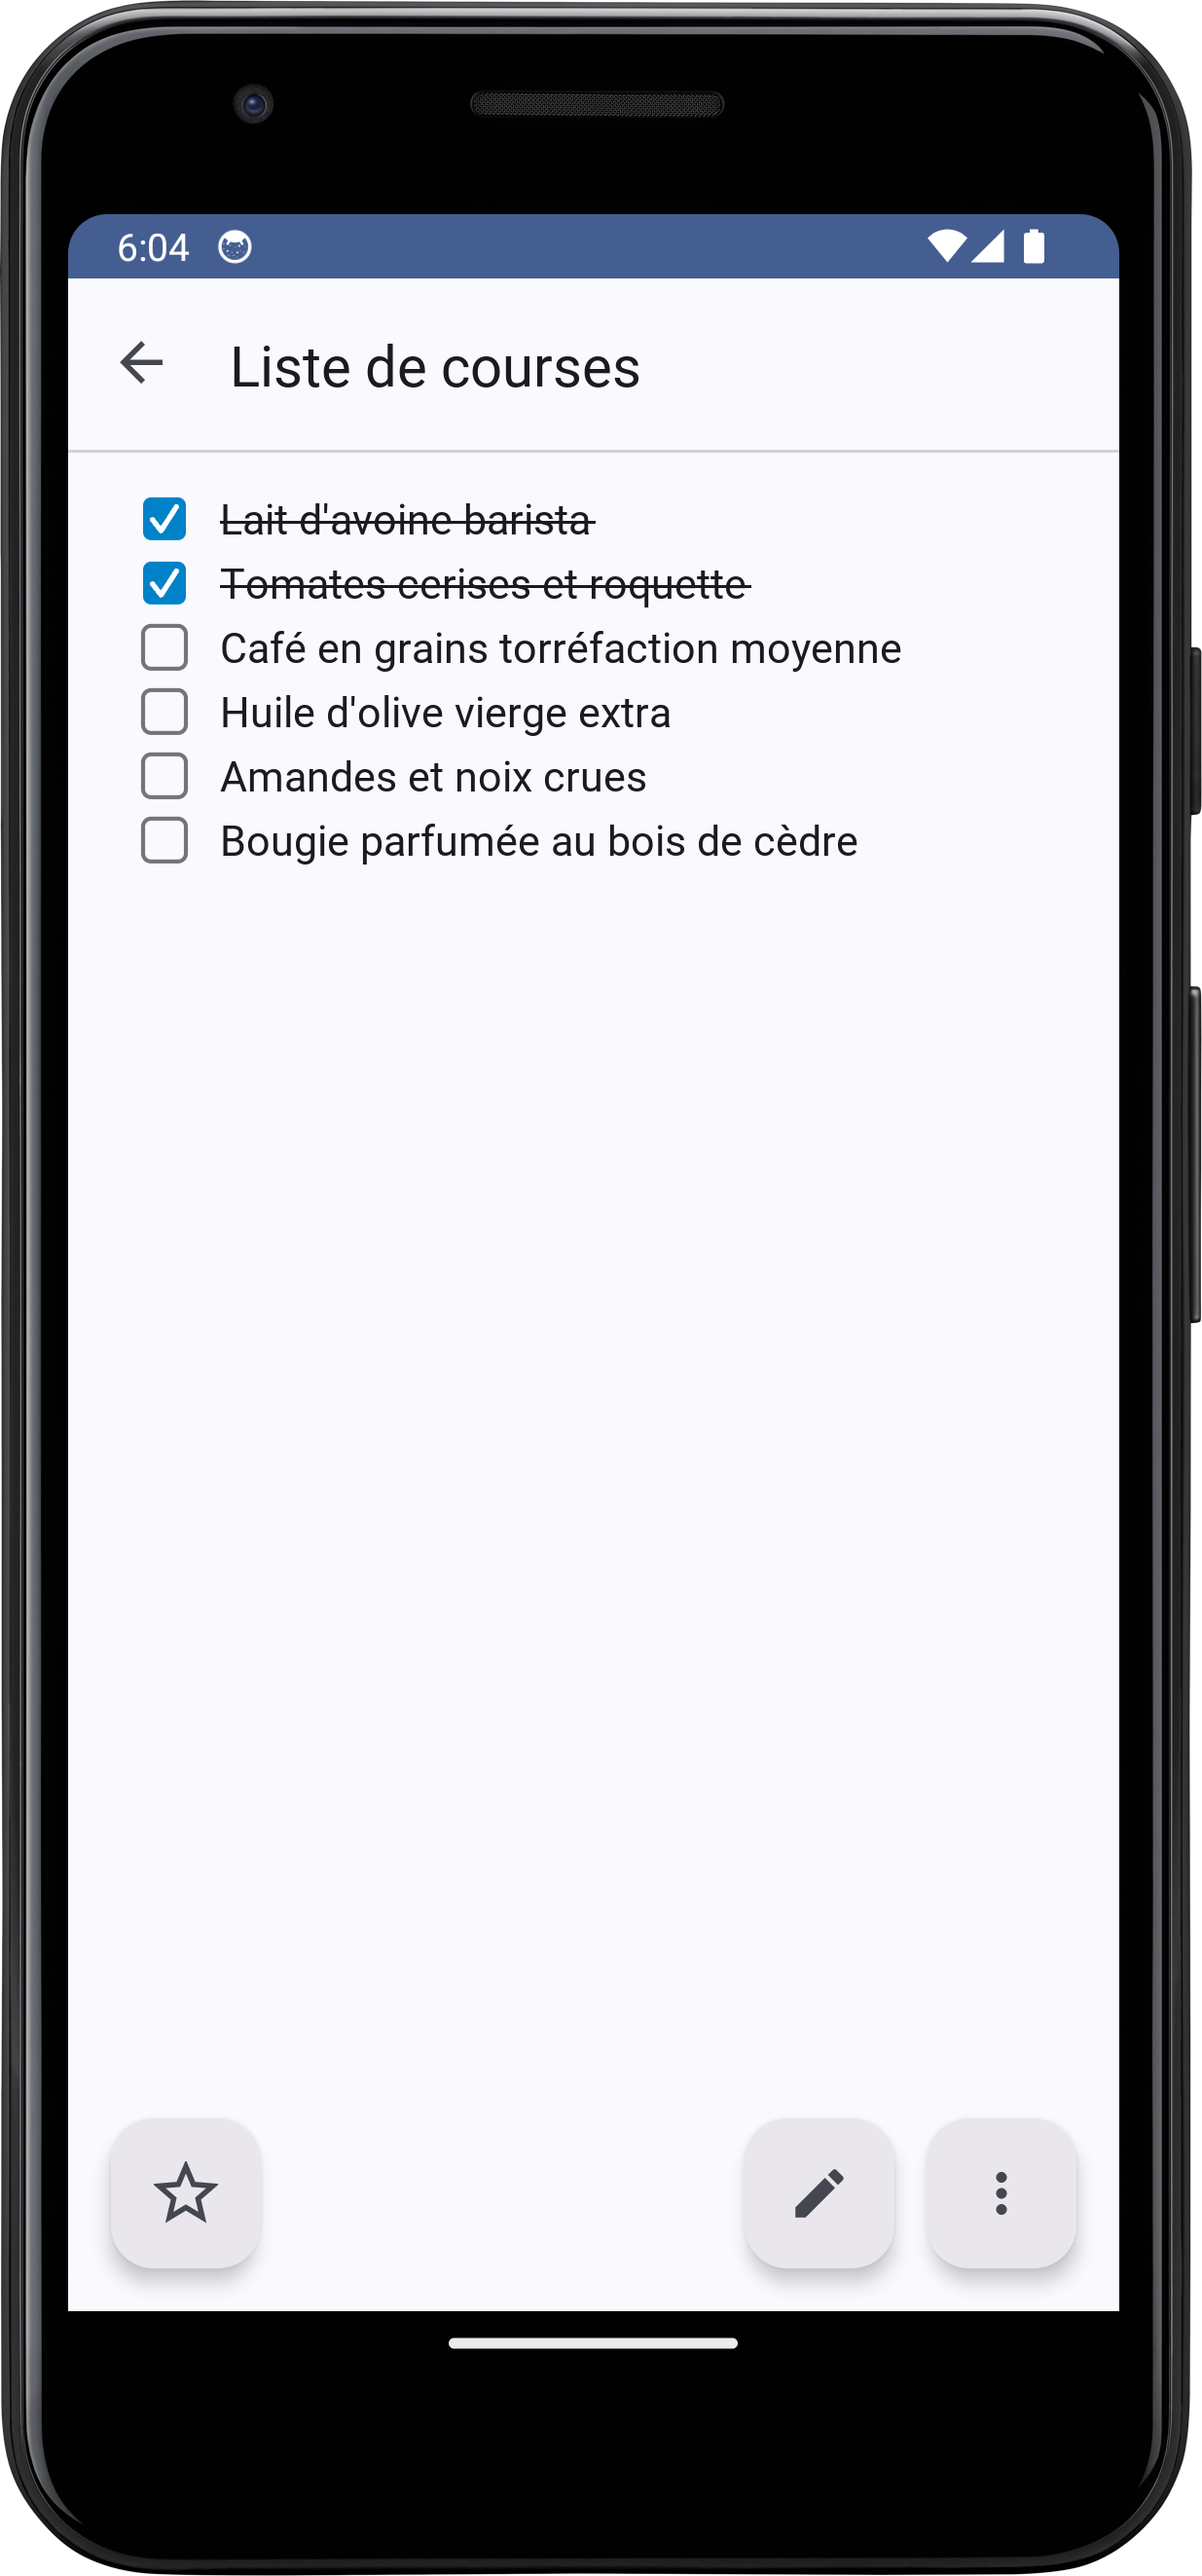 6:04
Liste de courses
Lait d'avoine barista
Tomates cerises et roquette
Café en grains torréfaction moyenne
Huile d'olive vierge extra
Amandes et noix crues
Bougie parfumée au bois de cèdre